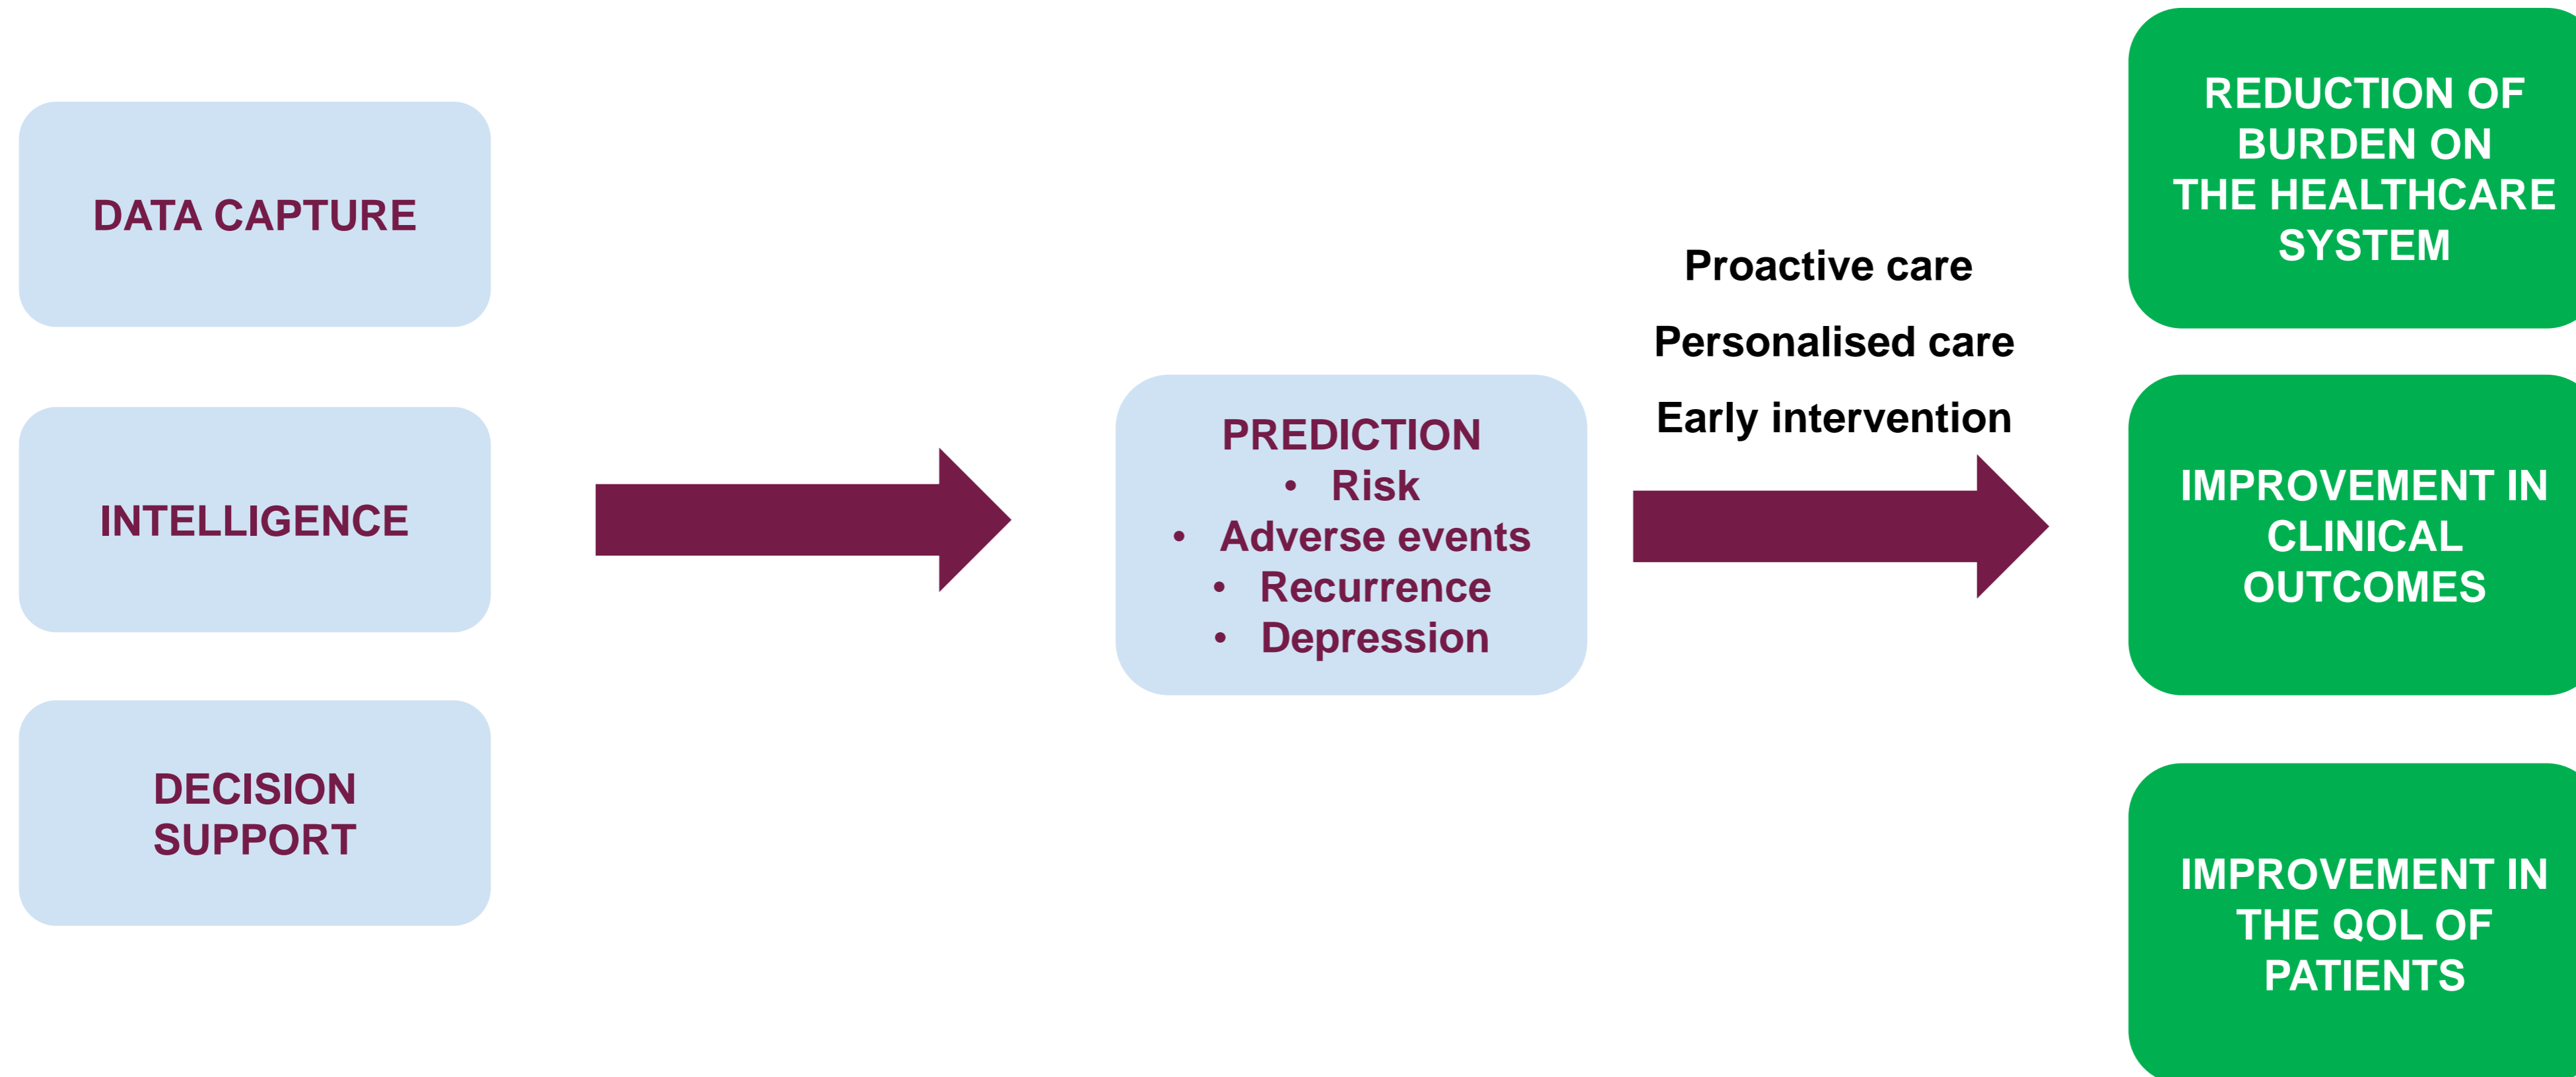 DATA CAPTURE
INTELLIGENCE
DECISION
SUPPORT
PREDICTION
• Risk
• Adverse events
• Recurrence
• Depression
Proactive care
Personalised care
Early intervention
REDUCTION OF
BURDEN ON
THE HEALTHCARE
SYSTEM
IMPROVEMENT IN
CLINICAL
OUTCOMES
IMPROVEMENT IN
THE QOL OF
PATIENTS